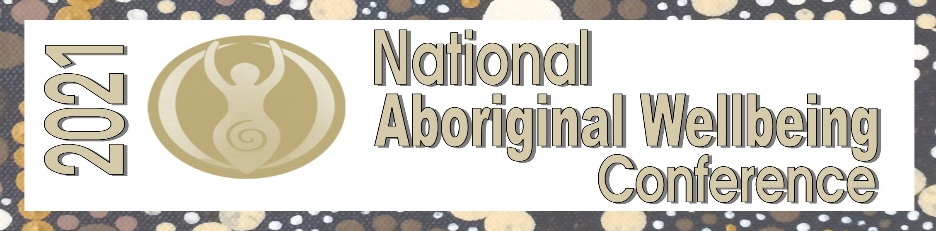 2021
National
Aboriginal Wellbeing
Conference